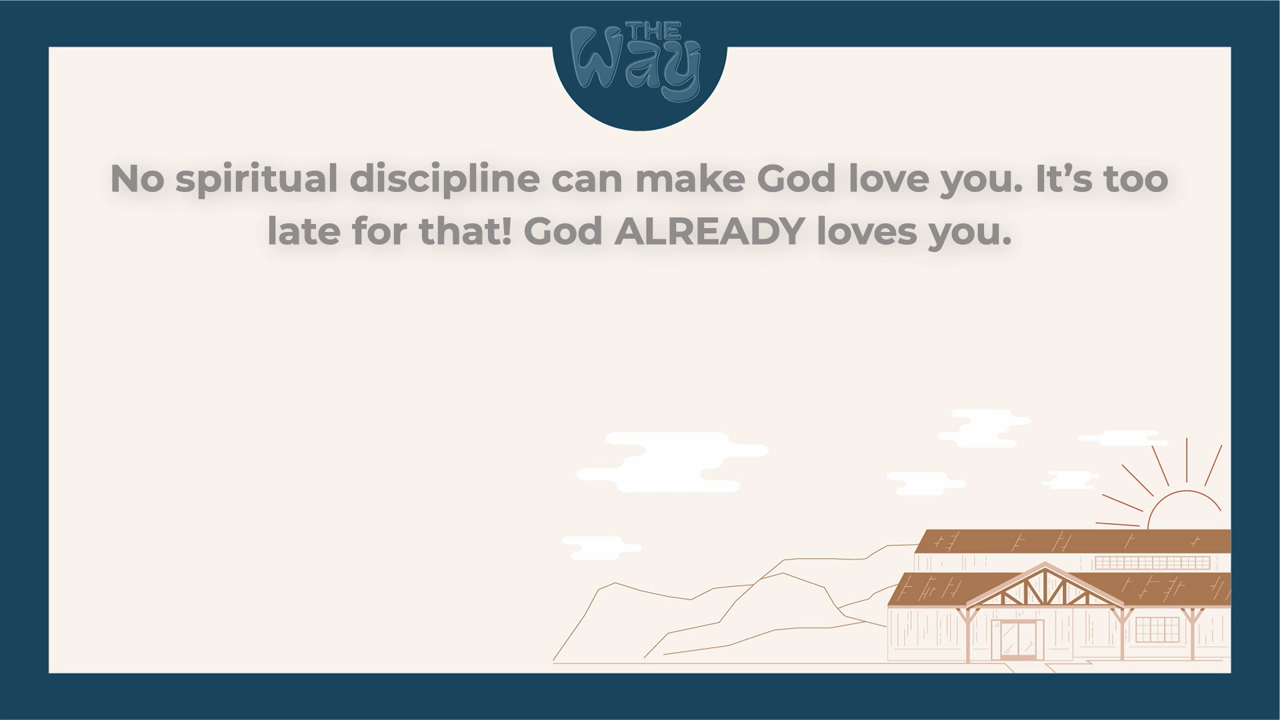 THE
Way
No spiritual discipline can make God love you. It’s too
late for that! God ALREADY loves you.